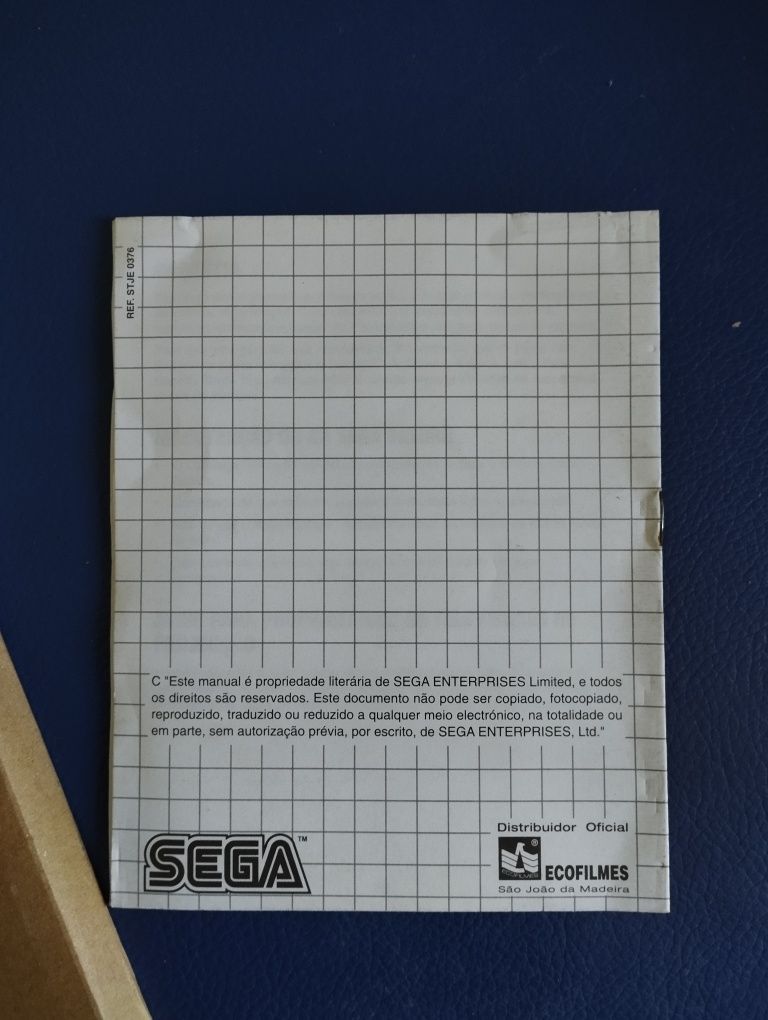 REF. STJE 0376
C "Este manual é propriedade literária de SEGA ENTERPRISES Limited, e todos
os direitos são reservados. Este documento não pode ser copiado, fotocopiado,
reproduzido, traduzido ou reduzido a qualquer meio electrónico, na totalidade ou
em parte, sem autorização prévia, por escrito, de SEGA ENTERPRISES, Ltd."
SEGA™
Distribuidor Oficial
®
ECOFILMES
ECOFILMES
São João da Madeira